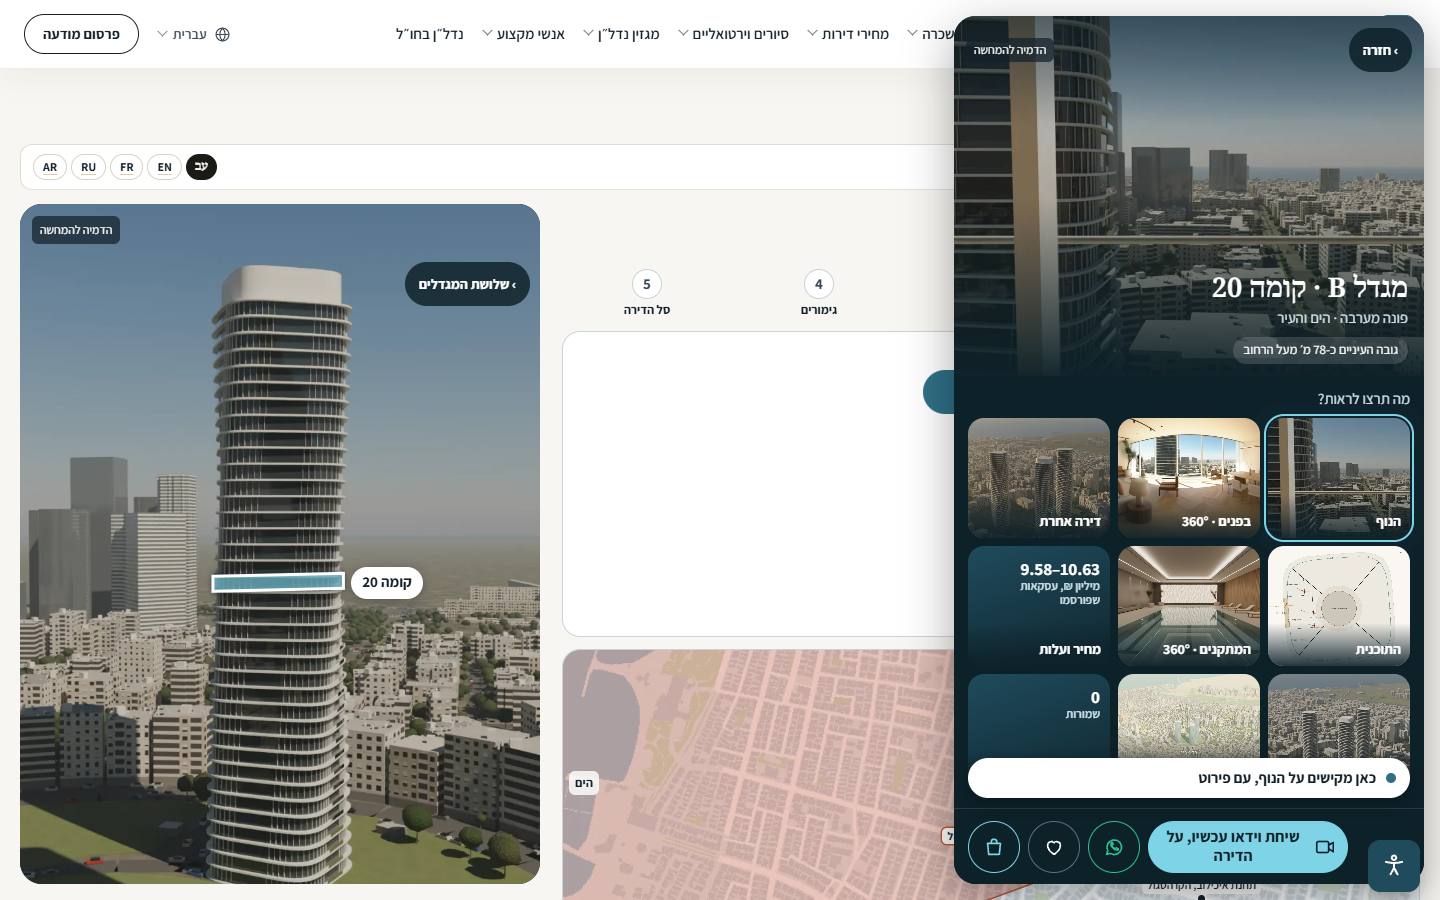 שכרה
מחירי דירות
סיורים וירטואליים
מגזין נדל״ן
אנשי מקצוע
נדל״ן בחו״ל
עברית
פרסום מודעה
עב
EN
FR
RU
AR
הדמיה להמחשה
‹ שלושת המגדלים
קומה 20
4
גימורים
5
סל הדירה
הים
‹ חזרה
הדמיה להמחשה
מגדל B · קומה 20
פונה מערבה · הים והעיר
גובה העיניים כ-78 מ׳ מעל הרחוב
מה תרצו לראות?
הנוף
בפנים · 360°
דירה אחרת
התוכנית
המתקנים · 360°
9.58–10.63
מיליון ₪, עסקאות
שפורסמו
מחיר ועלות
0
שמורות
כאן מקישים על הנוף, עם פירוט
שיחת וידאו עכשיו, על
הדירה